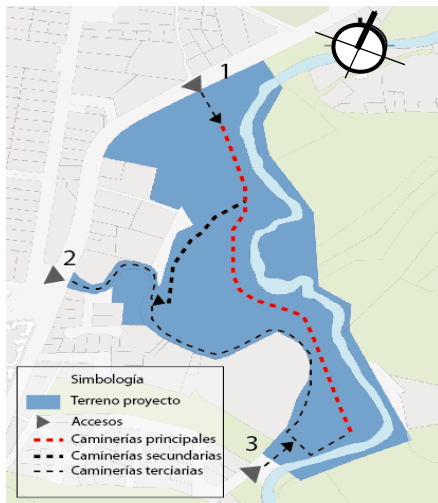 1
2
3
Simbología
Terreno proyecto
Accesos
Caminerías principales
Caminerías secundarias
Caminerías terciarias